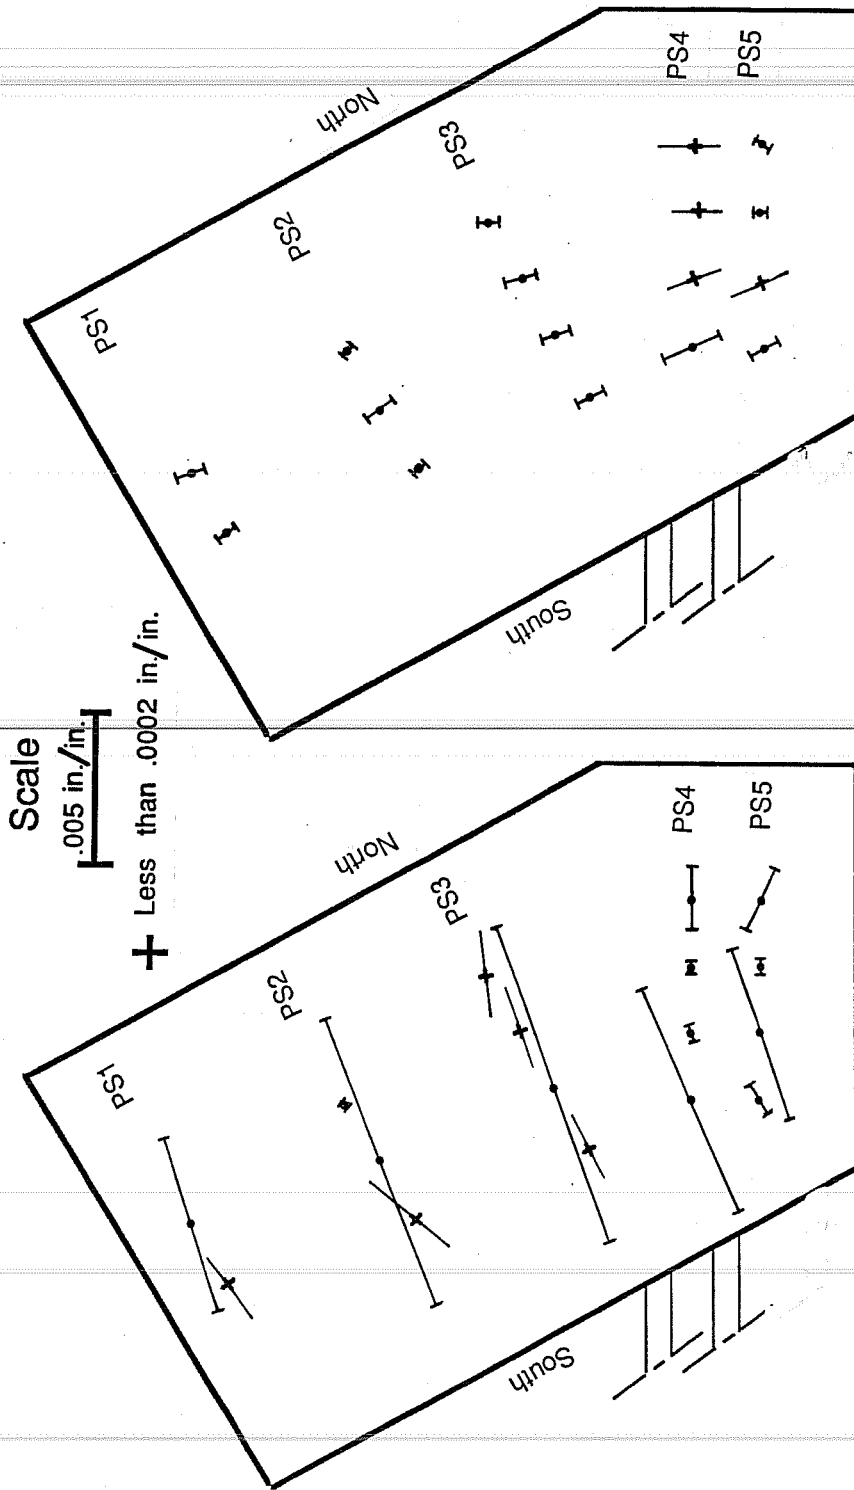 Scale
.005 in./in.
+ Less than .0002 in./in.
North
PS1
PS2
PS3
PS4
PS5
South
North
PS1
PS2
PS3
PS4
PS5
South